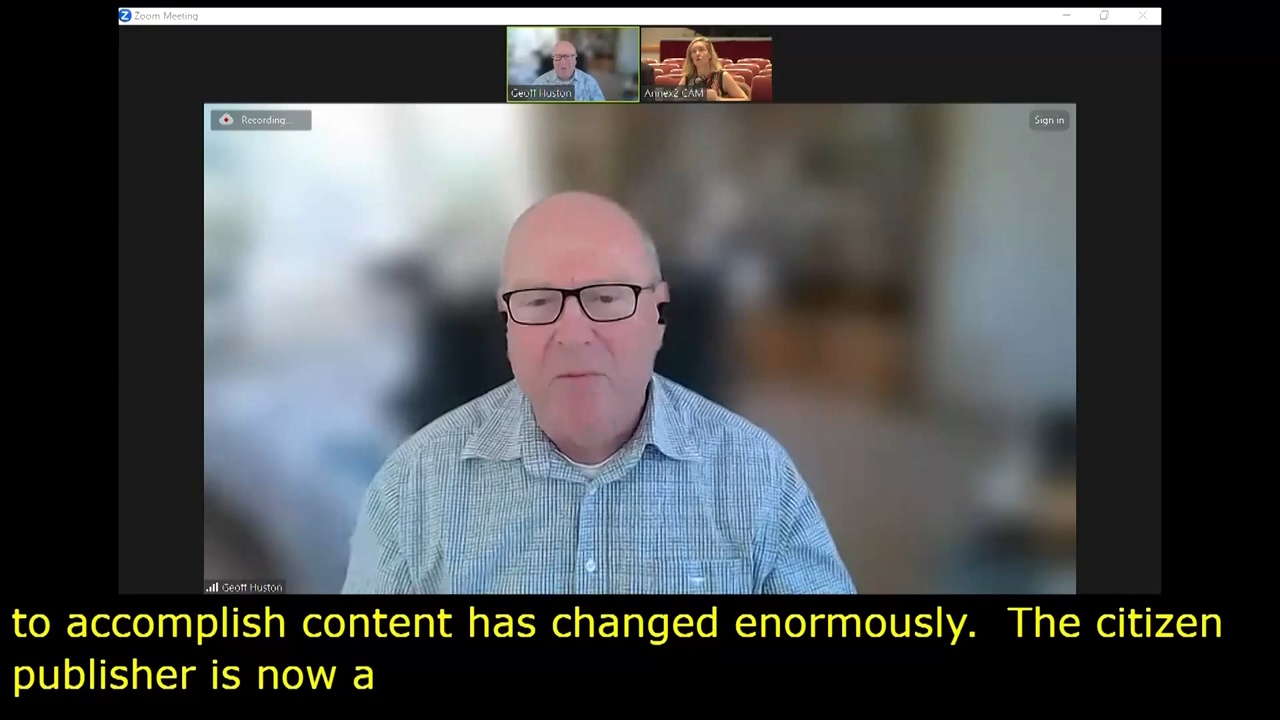 Zoom Meeting
Geoff Huston
Annex2 CAM
Recording...
Sign in
Geoff Huston
to accomplish content has changed enormously.  The citizen
publisher is now a